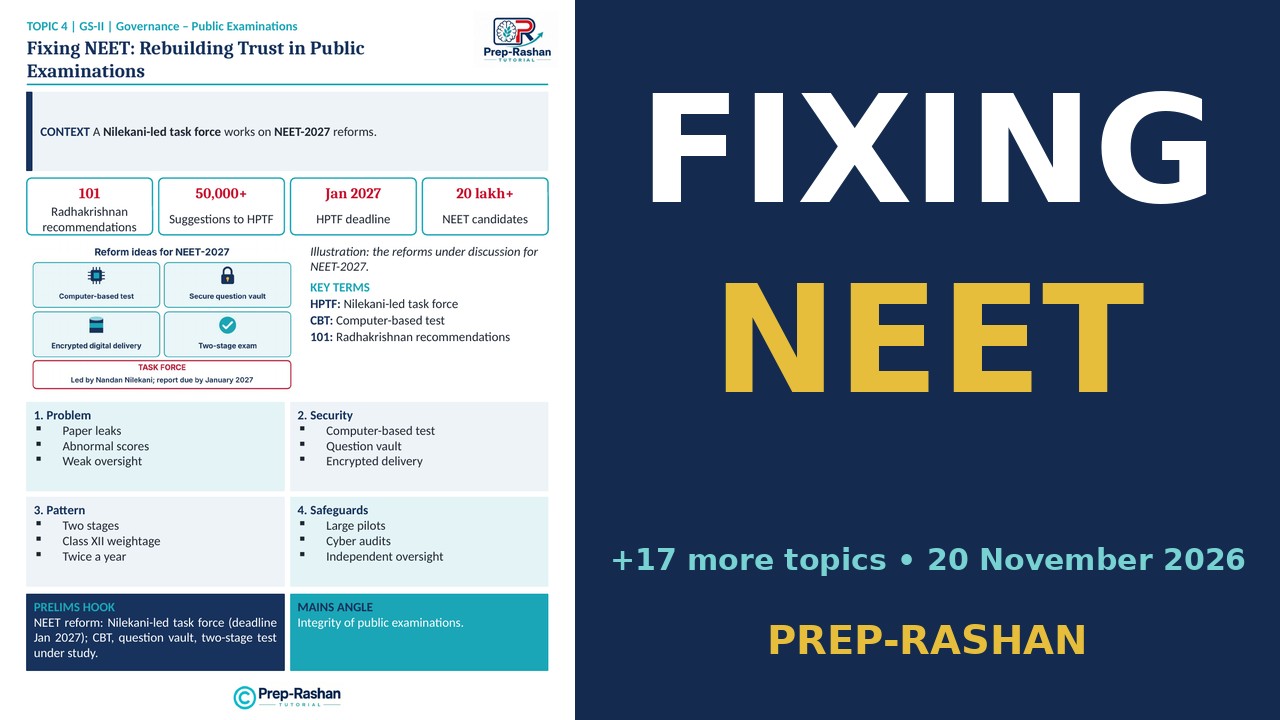 TOPIC 4 | GS-II | Governance – Public Examinations
Fixing NEET: Rebuilding Trust in Public
Examinations
Prep-Rashan
TUTORIAL
CONTEXT A Nilekani-led task force works on NEET-2027 reforms.
101
Radhakrishnan
recommendations
50,000+
Suggestions to HPTF
Jan 2027
HPTF deadline
20 lakh+
NEET candidates
Reform ideas for NEET-2027
Computer-based test
Secure question vault
Encrypted digital delivery
Two-stage exam
TASK FORCE
Led by Nandan Nilekani; report due by January 2027
Illustration: the reforms under discussion for
NEET-2027.
KEY TERMS
HPTF: Nilekani-led task force
CBT: Computer-based test
101: Radhakrishnan recommendations
1. Problem
▪ Paper leaks
▪ Abnormal scores
▪ Weak oversight
2. Security
▪ Computer-based test
▪ Question vault
▪ Encrypted delivery
3. Pattern
▪ Two stages
▪ Class XII weightage
▪ Twice a year
4. Safeguards
▪ Large pilots
▪ Cyber audits
▪ Independent oversight
PRELIMS HOOK
NEET reform: Nilekani-led task force (deadline
Jan 2027); CBT, question vault, two-stage test
under study.
MAINS ANGLE
Integrity of public examinations.
© Prep-Rashan
TUTORIAL
FIXING
NEET
+17 more topics • 20 November 2026
PREP-RASHAN